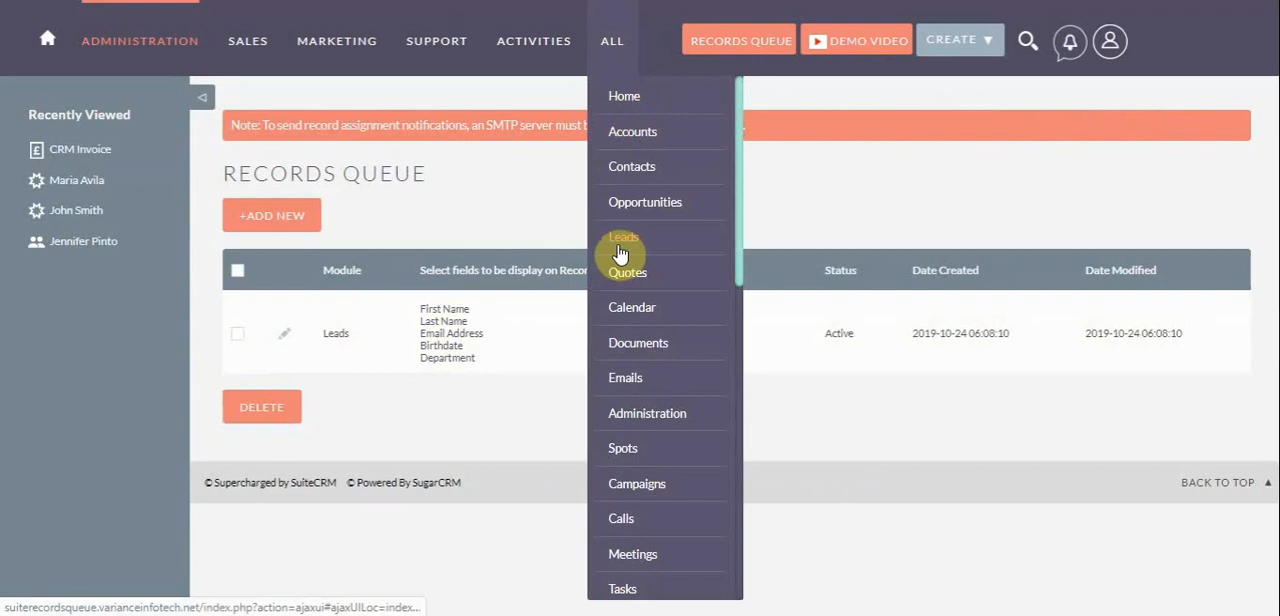 ADMINISTRATION SALES MARKETING SUPPORT ACTIVITIES ALL RECORDS QUEUE DEMO VIDEO CREATE ▼
Recently Viewed
CRM Invoice
Maria Avila
John Smith
Jennifer Pinto
Note: To send record assignment notifications, an SMTP server must b
RECORDS QUEUE
+ADD NEW
Module Select fields to be display on Recor Status Date Created Date Modified
Leads
First Name
Last Name
Email Address
Birthdate
Department
Active 2019-10-24 06:08:10 2019-10-24 06:08:10
DELETE
Home
Accounts
Contacts
Opportunities
Leads
Quotes
Calendar
Documents
Emails
Administration
Spots
Campaigns
Calls
Meetings
Tasks
© Supercharged by SuiteCRM © Powered By SugarCRM
BACK TO TOP ▲
suiterecordsqueue.varianceinfotech.net/index.php?action=ajaxui#ajaxUILoc=index...